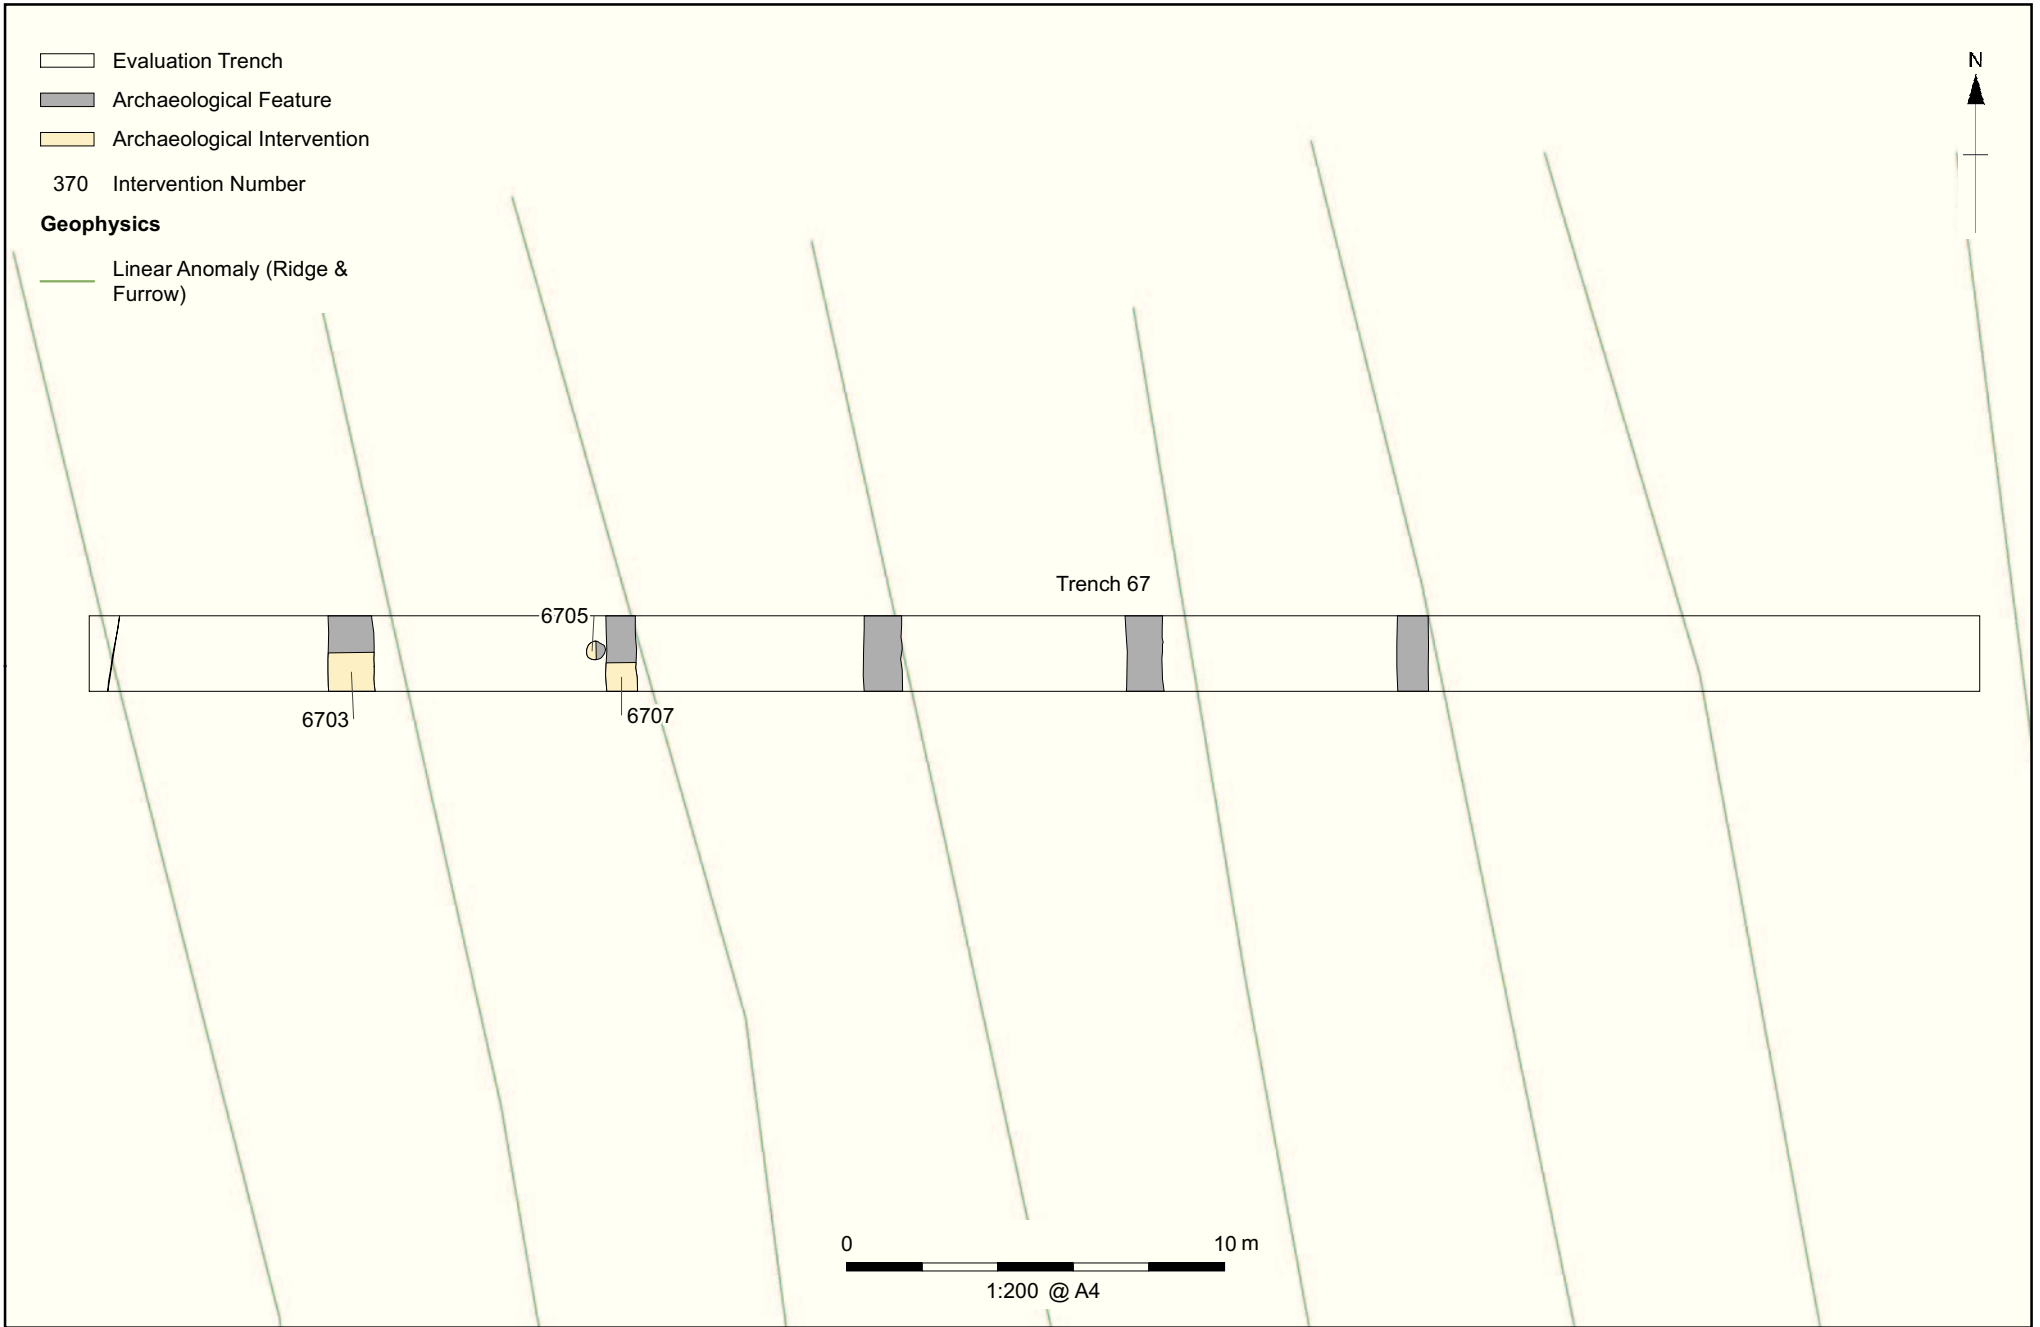 Evaluation Trench
Archaeological Feature
Archaeological Intervention
370 Intervention Number
Geophysics
Linear Anomaly (Ridge &
Furrow)
N
Trench 67
6705
6703
6707
0 10 m
1:200 @ A4